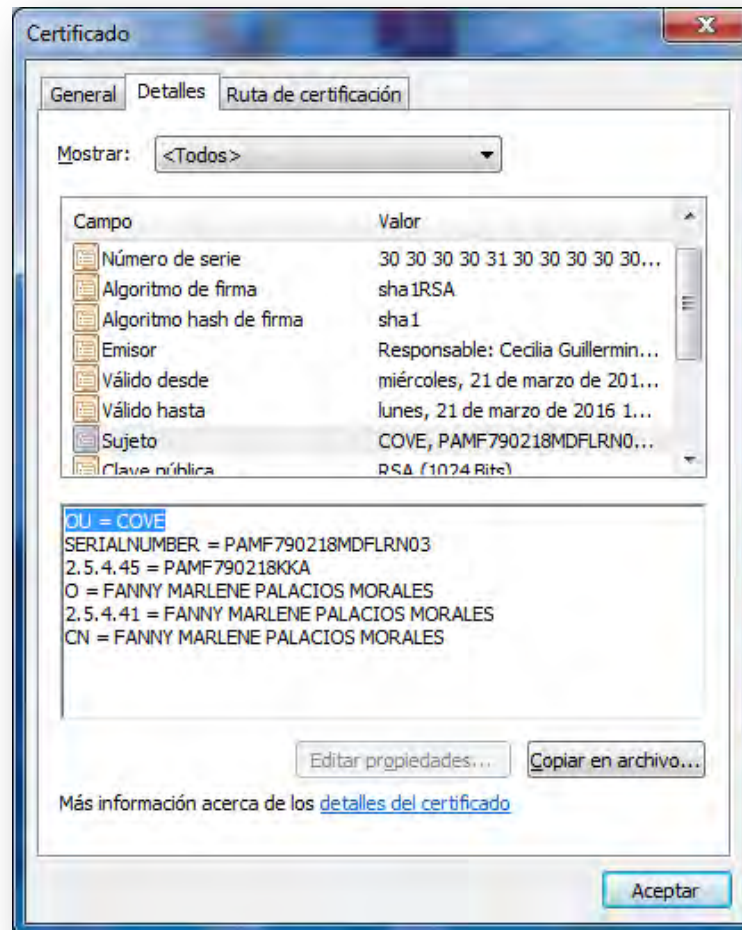 Certificado
General Detalles Ruta de certificación
Mostrar: <Todos>
Campo Valor
Número de serie 30 30 30 30 31 30 30 30 30 30...
Algoritmo de firma sha1RSA
Algoritmo hash de firma sha1
Emisor Responsable: Cecilia Guillermin...
Válido desde miércoles, 21 de marzo de 201...
Válido hasta lunes, 21 de marzo de 2016 1...
Sujeto COVE, PAMF790218MDFLRN0...
Clave pública RSA (1024 Bits)
OU = COVE
SERIALNUMBER = PAMF790218MDFLRN03
2.5.4.45 = PAMF790218KKA
O = FANNY MARLENE PALACIOS MORALES
2.5.4.41 = FANNY MARLENE PALACIOS MORALES
CN = FANNY MARLENE PALACIOS MORALES
Editar propiedades... Copiar en archivo...
Más información acerca de los detalles del certificado
Aceptar